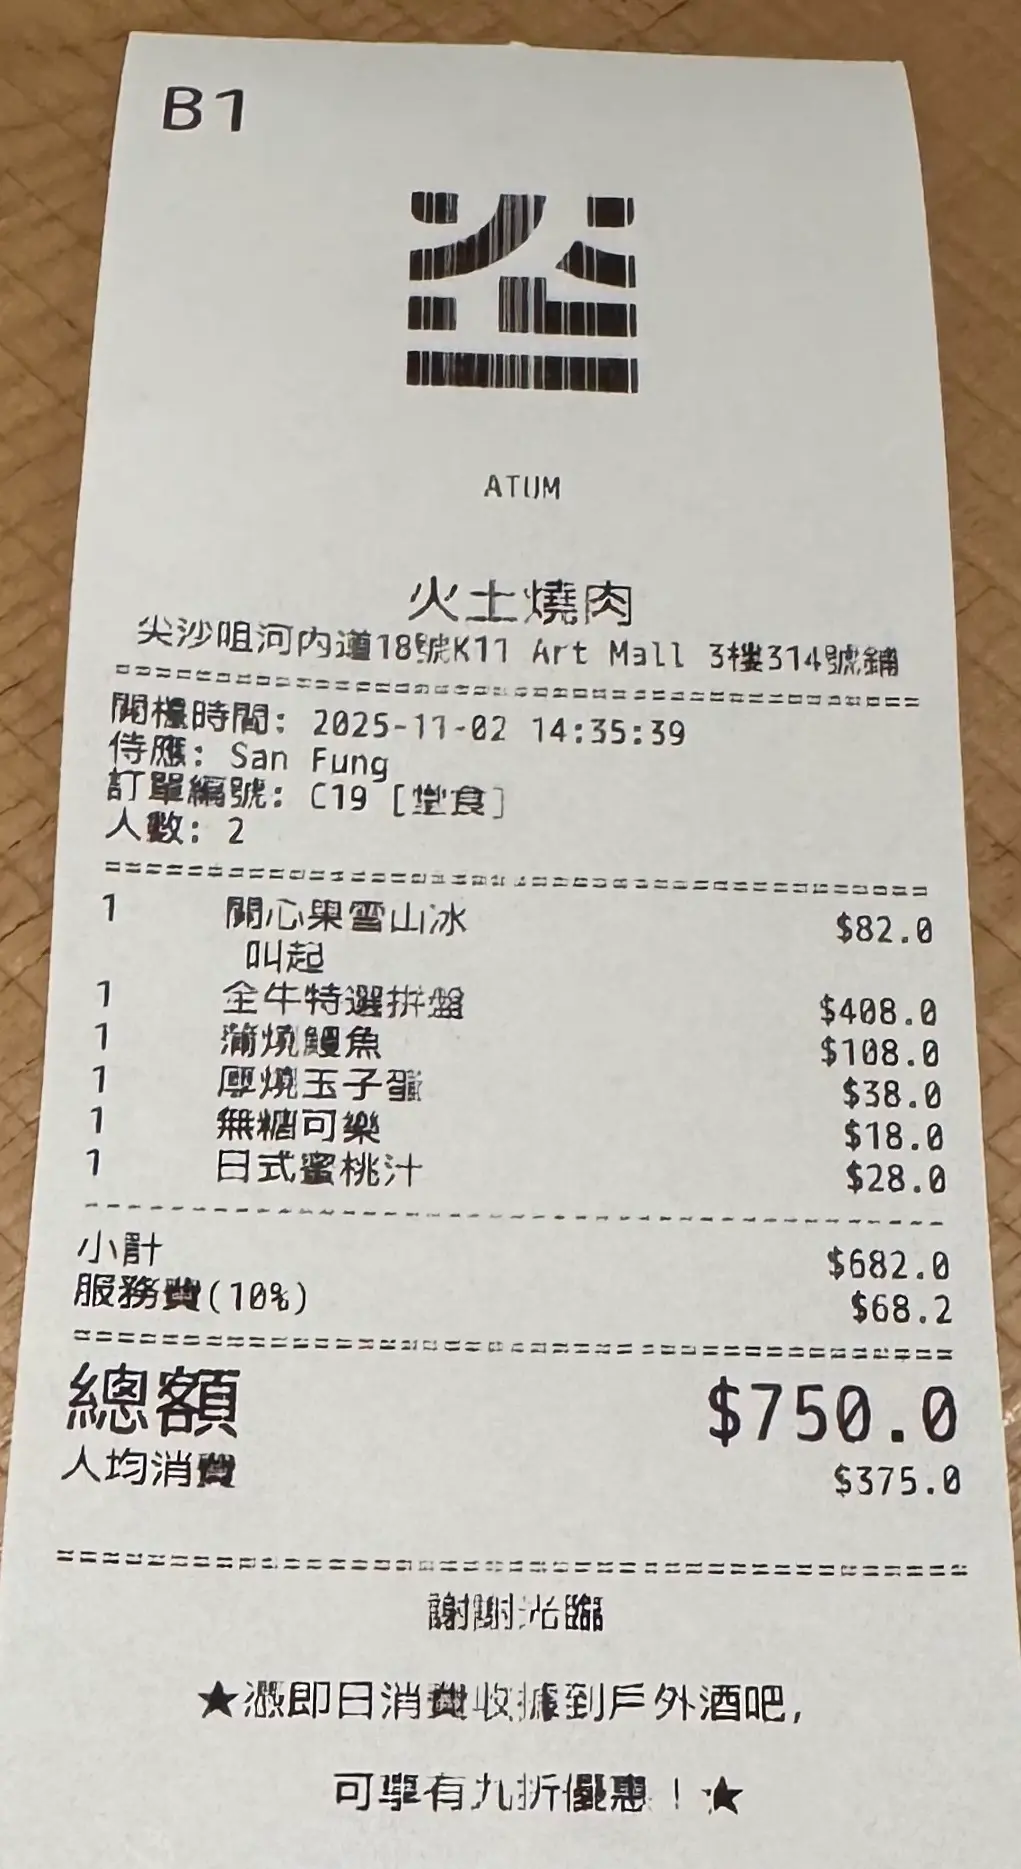 B1
ATUM
火土燒肉
尖沙咀河內道18號K11 Art Mall 3樓314號鋪
開檯時間: 2025-11-02 14:35:39
侍應: San Fung
訂單編號: C19 [堂食]
人數: 2
1 開心果雪山冰 $82.0
叫起
1 全牛特選拼盤 $408.0
1 蒲燒鰻魚 $108.0
1 厚燒玉子蛋 $38.0
1 無糖可樂 $18.0
1 日式蜜桃汁 $28.0
小計 $682.0
服務費(10%) $68.2
總額 $750.0
人均消費 $375.0
謝謝光臨
★憑即日消費收據到戶外酒吧,
可享有九折優惠！★